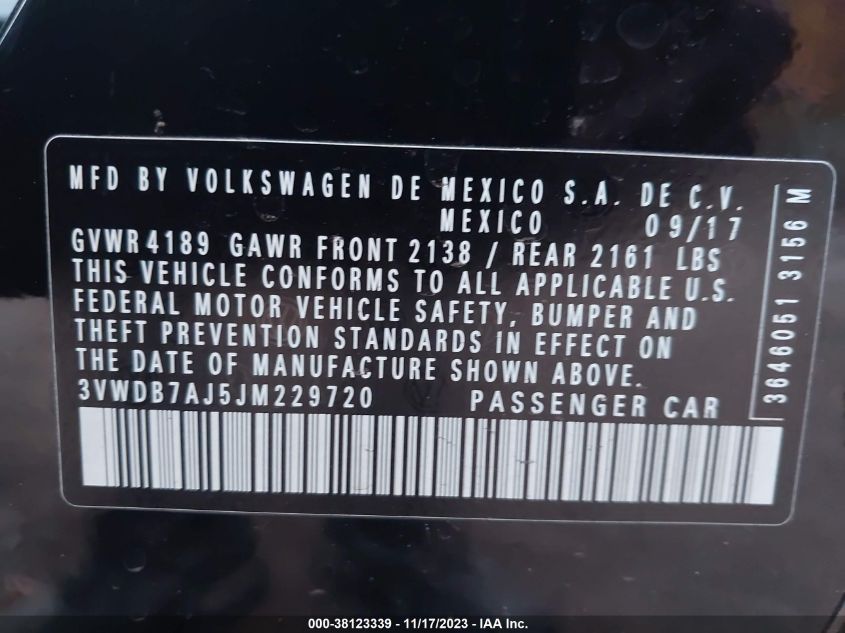 MFD BY VOLKSWAGEN DE MEXICO S.A. DE C.V.
MEXICO 09/17
GVWR 4189 GAWR FRONT 2138 / REAR 2161 LBS
THIS VEHICLE CONFORMS TO ALL APPLICABLE U.S.
FEDERAL MOTOR VEHICLE SAFETY, BUMPER AND
THEFT PREVENTION STANDARDS IN EFFECT ON
THE DATE OF MANUFACTURE SHOWN ABOVE.
3VWDB7AJ5JM229720 PASSENGER CAR
3646051 3156 M
000-38123339 - 11/17/2023 - IAAI Inc.